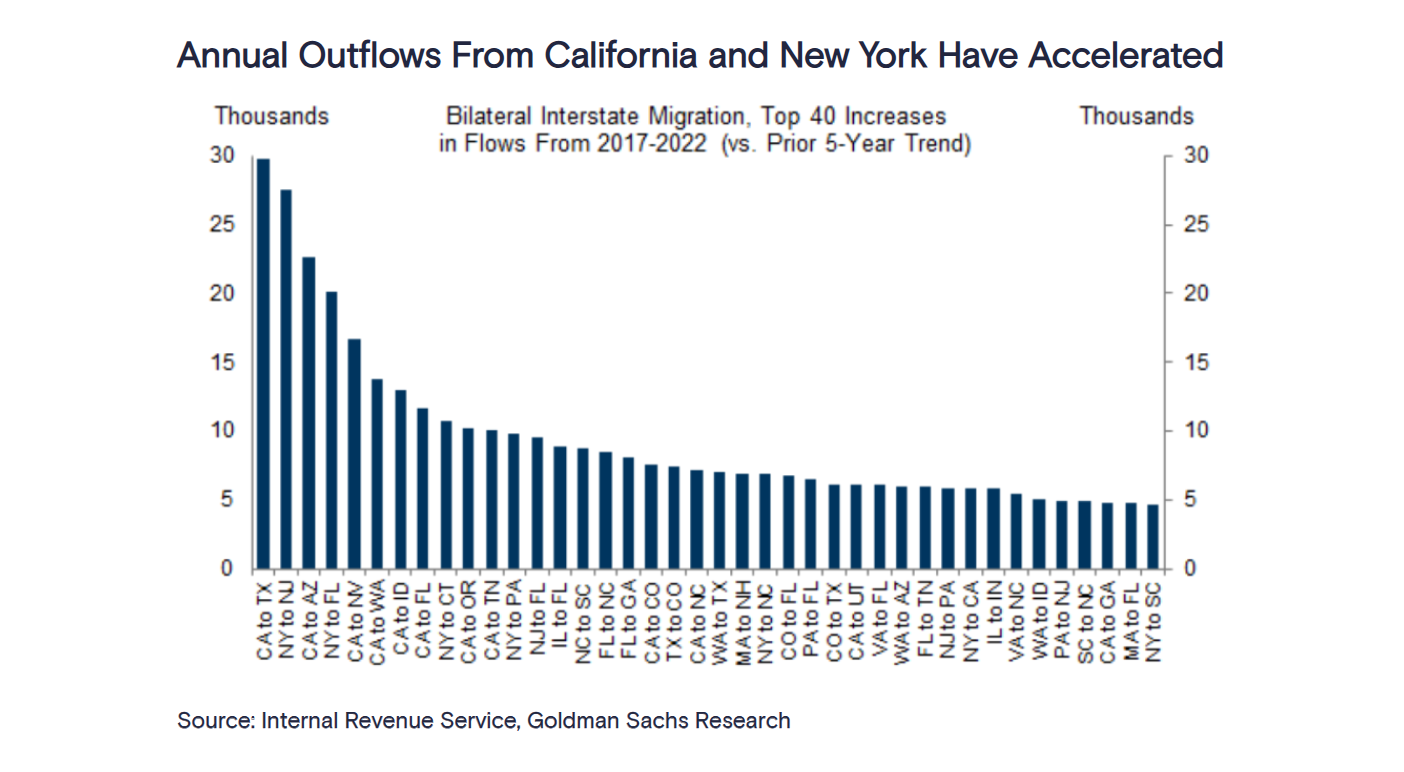 Annual Outflows From California and New York Have Accelerated
Thousands
Bilateral Interstate Migration, Top 40 Increases
in Flows From 2017-2022 (vs. Prior 5-Year Trend)
Thousands
30
25
20
15
10
5
0
30
25
20
15
10
5
0
CA to TX
NY to NJ
CA to AZ
NY to FL
CA to NV
CA to WA
CA to ID
CA to FL
NY to CT
CA to OR
CA to TN
NY to PA
NJ to FL
IL to FL
NC to SC
FL to NC
FL to GA
CA to CO
TX to CO
CA to NC
WA to TX
MA to NH
NY to NC
CO to FL
PA to FL
CO to TX
CA to UT
VA to FL
WA to AZ
FL to TN
NJ to PA
NY to CA
IL to IN
VA to NC
WA to ID
PA to NJ
SC to NC
CA to GA
MA to FL
NY to SC
Source: Internal Revenue Service, Goldman Sachs Research